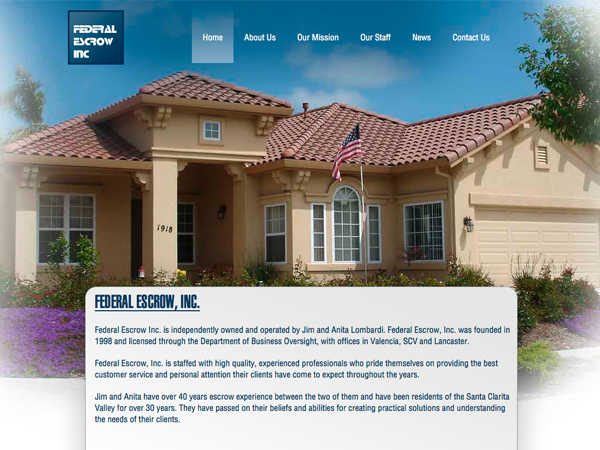 FEDERAL
ESCROW
INC
Home About Us Our Mission Our Staff News Contact Us
1918
FEDERAL ESCROW, INC.
Federal Escrow Inc. is independently owned and operated by Jim and Anita Lombardi. Federal Escrow, Inc. was founded in
1998 and licensed through the Department of Business Oversight, with offices in Valencia, SCV and Lancaster.
Federal Escrow, Inc. is staffed with high quality, experienced professionals who pride themselves on providing the best
customer service and personal attention their clients have come to expect throughout the years.
Jim and Anita have over 40 years escrow experience between the two of them and have been residents of the Santa Clarita
Valley for over 30 years. They have passed on their beliefs and abilities for creating practical solutions and understanding
the needs of their clients.